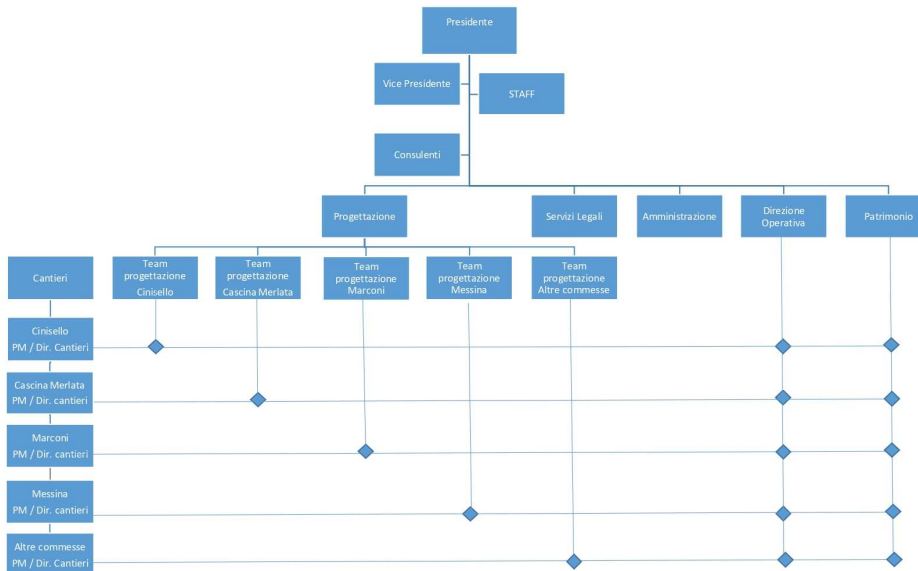 Presidente
Vice Presidente
STAFF
Consulenti
Progettazione
Servizi Legali
Amministrazione
Direzione
Operativa
Patrimonio
Cantieri
Team
progettazione
Cinisello
Team
progettazione
Cascina Merlata
Team
progettazione
Marconi
Team
progettazione
Messina
Team
progettazione
Altre commesse
Cinisello
PM / Dir. Cantieri
Cascina Merlata
PM / Dir. cantieri
Marconi
PM / Dir. cantieri
Messina
PM / Dir. cantieri
Altre commesse
PM / Dir. Cantieri